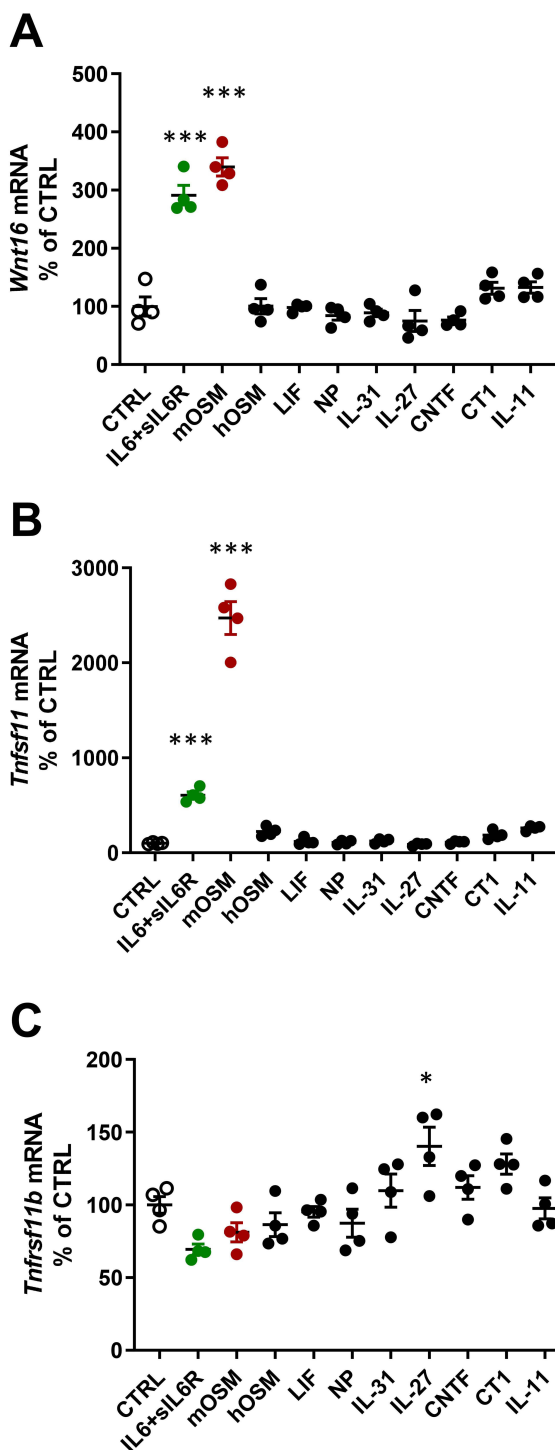 A
Wnt16 mRNA
% of CTRL
500
400
300
200
100
0
***
***
CTRL
IL6+sIL6R
mOSM
hOSM
LIF
NP
IL-31
IL-27
CNTF
CT1
IL-11
B
Tnfsf11 mRNA
% of CTRL
3000
2000
1000
0
***
***
CTRL
IL6+sIL6R
mOSM
hOSM
LIF
NP
IL-31
IL-27
CNTF
CT1
IL-11
C
Tnfrsf11b mRNA
% of CTRL
200
150
100
50
0
*
CTRL
IL6+sIL6R
mOSM
hOSM
LIF
NP
IL-31
IL-27
CNTF
CT1
IL-11